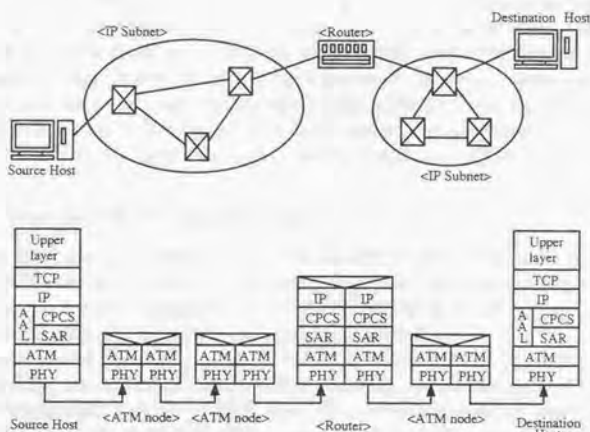 Destination Host
<IP Subnet>
<Router>
Source Host
<IP Subnet>
Upper layer
TCP
IP
AAL
CPCS
SAR
ATM
PHY
ATM ATM
PHY PHY
ATM ATM
PHY PHY
IP IP
CPCS CPCS
SAR SAR
ATM ATM
PHY PHY
ATM ATM
PHY PHY
Upper layer
TCP
IP
AAL
CPCS
SAR
ATM
PHY
Source Host
<ATM node>
<ATM node>
<Router>
<ATM node>
Destination